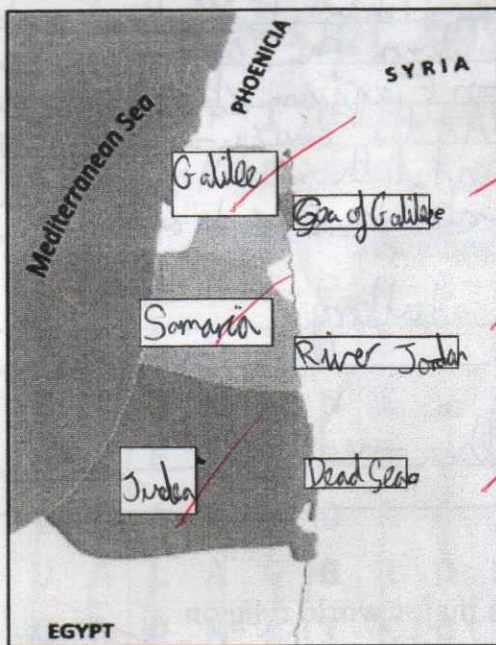 PHOENICIA
SYRIA
Mediterranean Sea
Galilee
Sea of Galilee
Samaria
River Jordan
Judea
Dead Sea
EGYPT